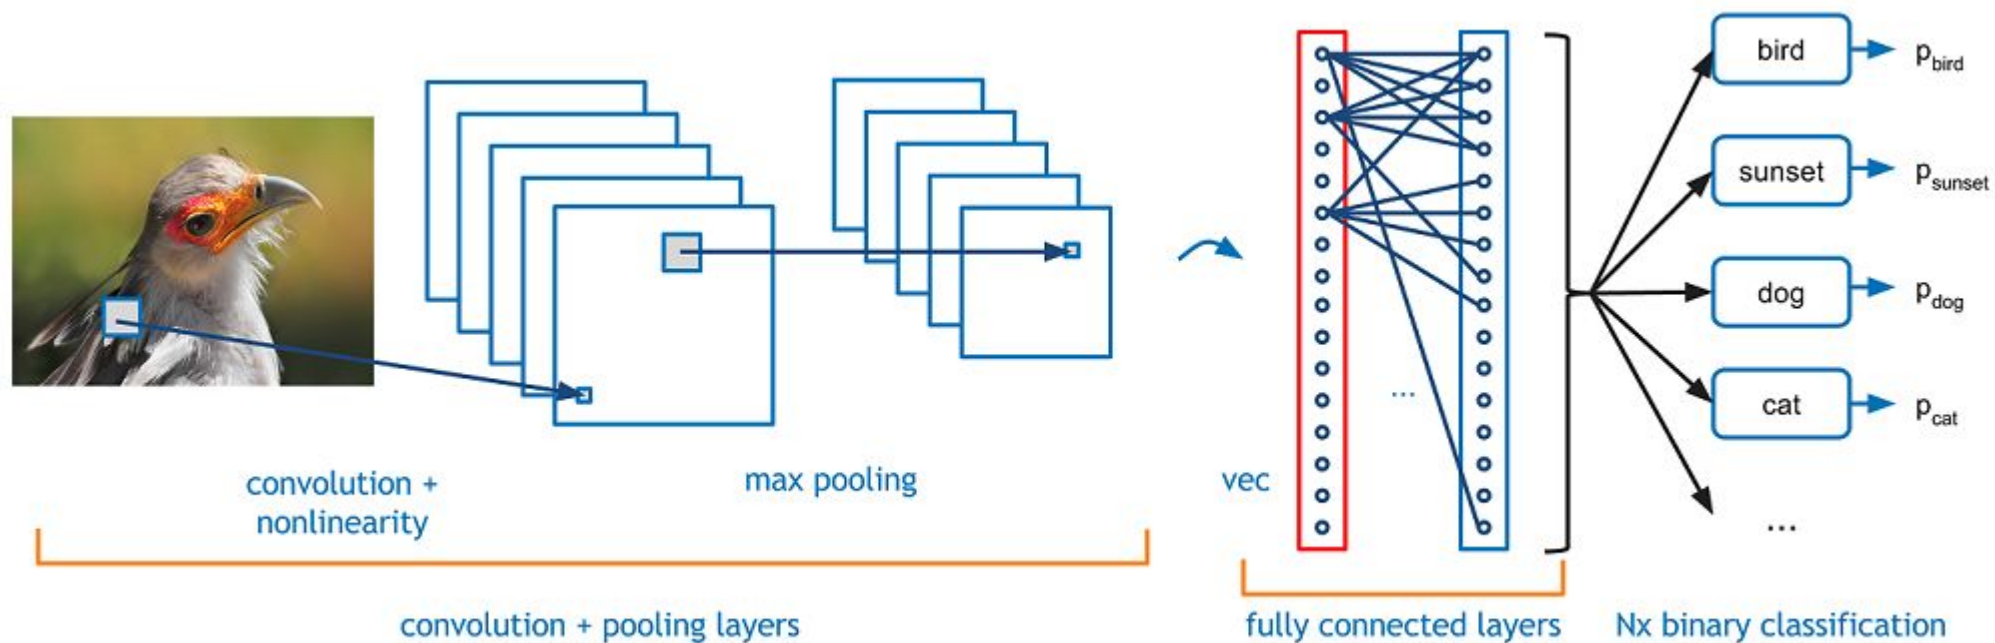 convolution +
nonlinearity
max pooling
vec
...
bird
p_bird
sunset
p_sunset
dog
p_dog
cat
p_cat
...
convolution + pooling layers
fully connected layers
Nx binary classification